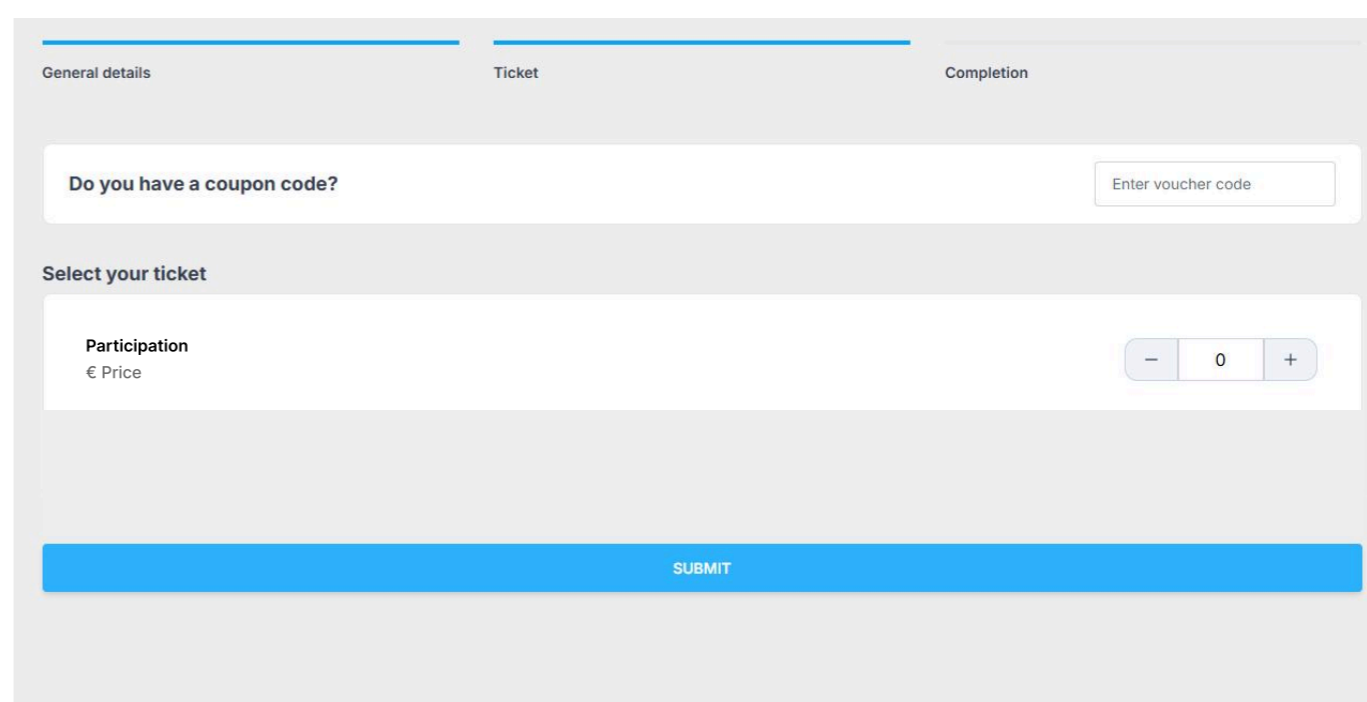 General details
Ticket
Completion
Do you have a coupon code?
Enter voucher code
Select your ticket
Participation
€ Price
− 0 +
SUBMIT